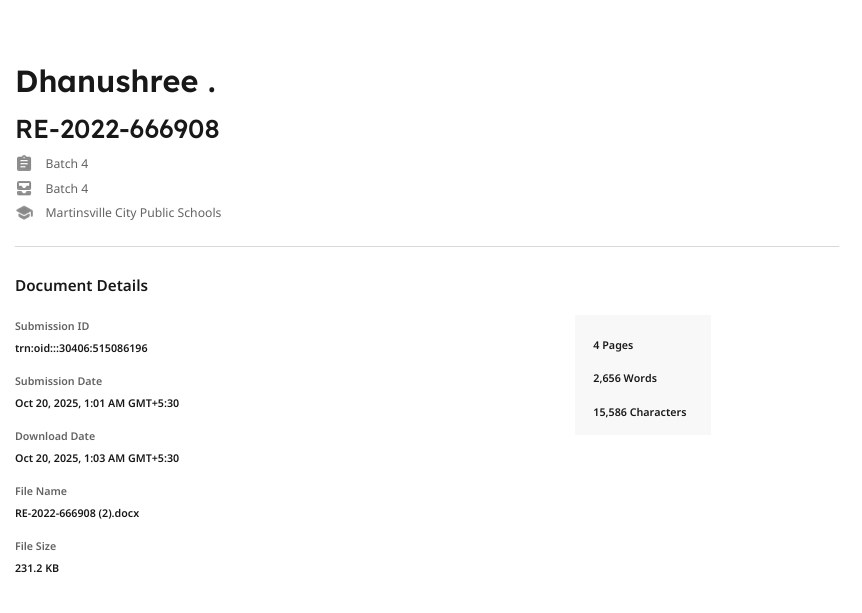 Dhanushree .
RE-2022-666908
Batch 4
Batch 4
Martinsville City Public Schools
Document Details
Submission ID
trn:oid:::30406:515086196
Submission Date
Oct 20, 2025, 1:01 AM GMT+5:30
Download Date
Oct 20, 2025, 1:03 AM GMT+5:30
File Name
RE-2022-666908 (2).docx
File Size
231.2 KB
4 Pages
2,656 Words
15,586 Characters